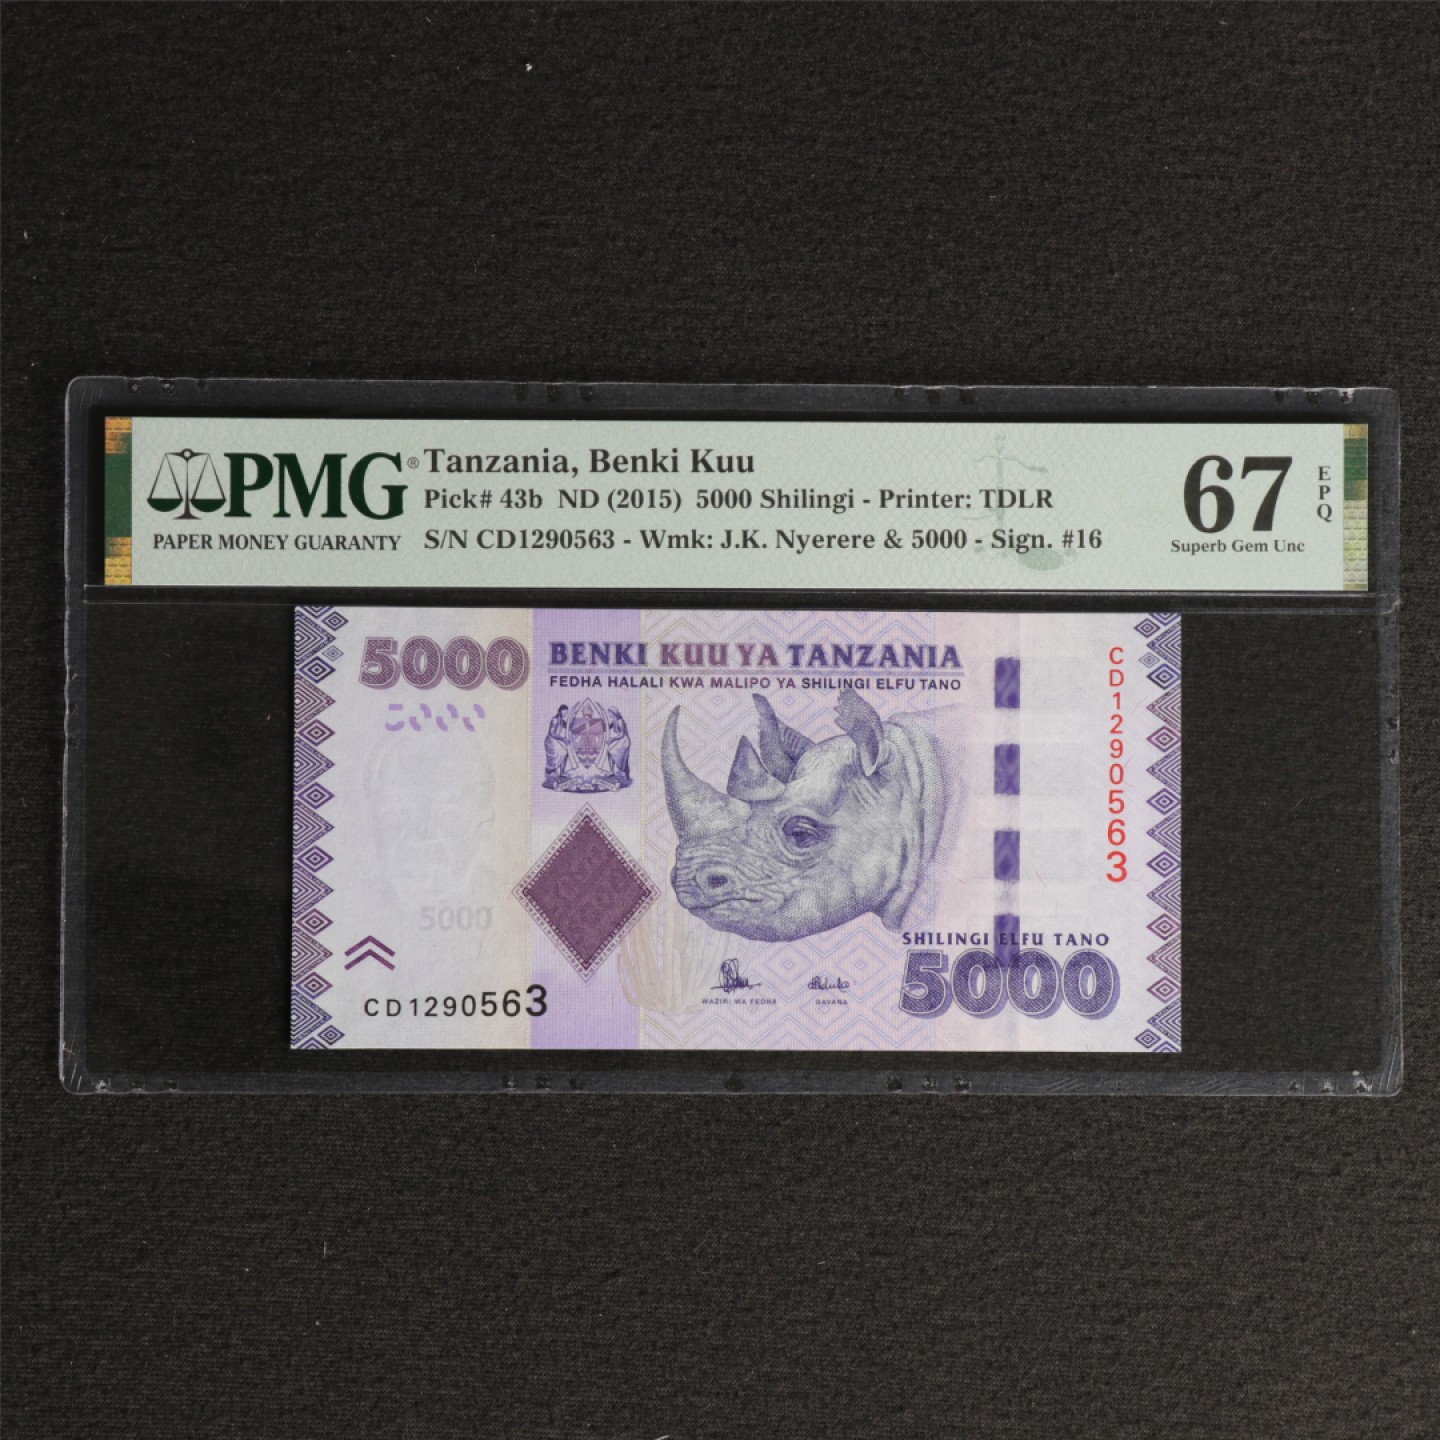 PMG®
PAPER MONEY GUARANTY
Tanzania, Benki Kuu
Pick# 43b ND (2015) 5000 Shilingi - Printer: TDLR
S/N CD1290563 - Wmk: J.K. Nyerere & 5000 - Sign. #16
67
EPQ
Superb Gem Unc
5000
BENKI KUU YA TANZANIA
FEDHA HALALI KWA MALIPO YA SHILINGI ELFU TANO
5000
CD1290563
5000
SHILINGI ELFU TANO
5000
WAZIRI WA FEDHA
GAVANA
CD1290563